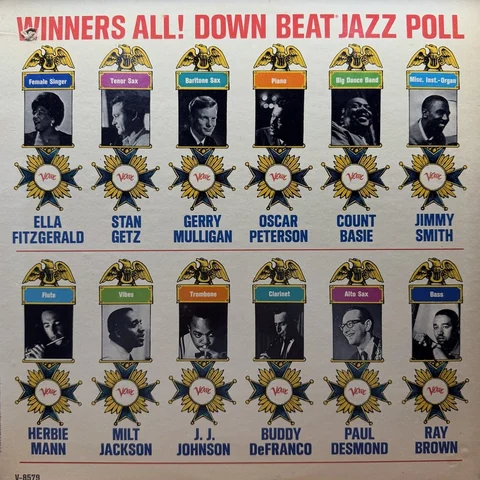 WINNERS ALL! DOWN BEAT JAZZ POLL
Female Singer
Tenor Sax
Baritone Sax
Piano
Big Dance Band
Misc. Inst.-Organ
Verve
Verve
Verve
Verve
Verve
Verve
ELLA
FITZGERALD
STAN
GETZ
GERRY
MULLIGAN
OSCAR
PETERSON
COUNT
BASIE
JIMMY
SMITH
Flute
Vibes
Trombone
Clarinet
Alto Sax
Bass
Verve
Verve
Verve
Verve
Verve
Verve
HERBIE
MANN
MILT
JACKSON
J. J.
JOHNSON
BUDDY
DeFRANCO
PAUL
DESMOND
RAY
BROWN
V-8579